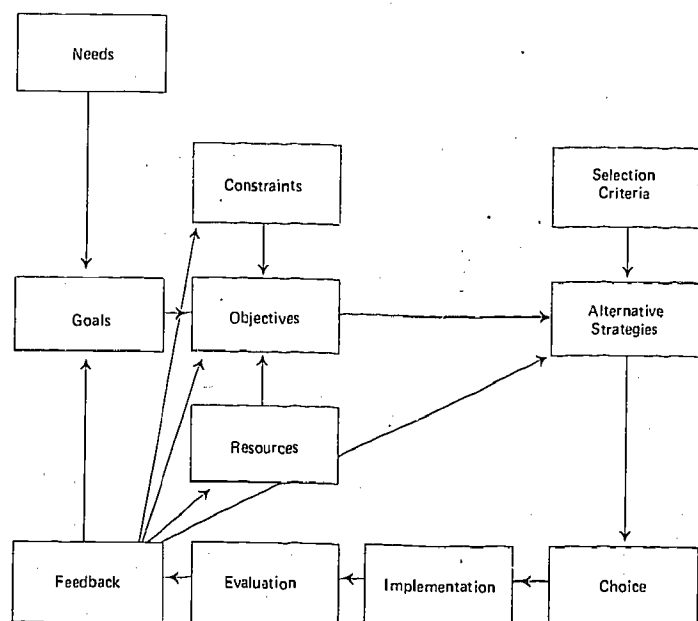 Needs
Constraints
Selection
Criteria
Goals
Objectives
Alternative
Strategies
Resources
Feedback
Evaluation
Implementation
Choice